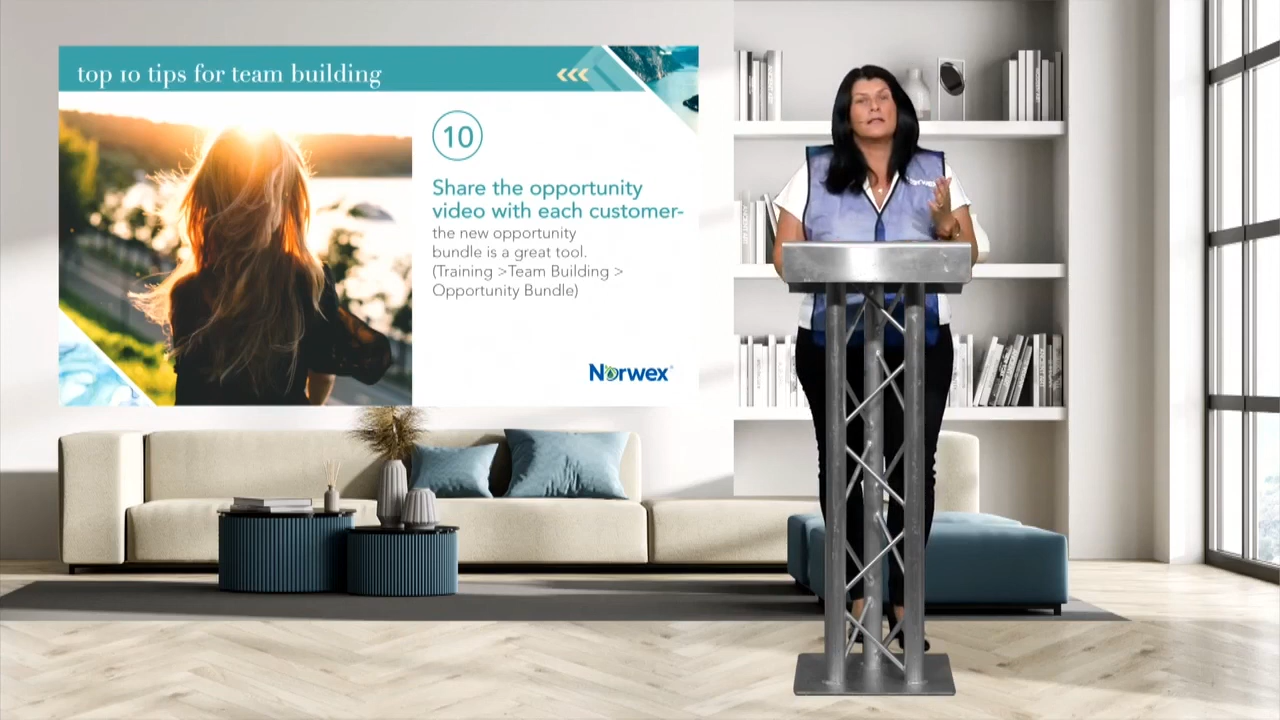 top 10 tips for team building
10
Share the opportunity
video with each customer-
the new opportunity
bundle is a great tool.
(Training >Team Building >
Opportunity Bundle)
Norwex®
Norwex